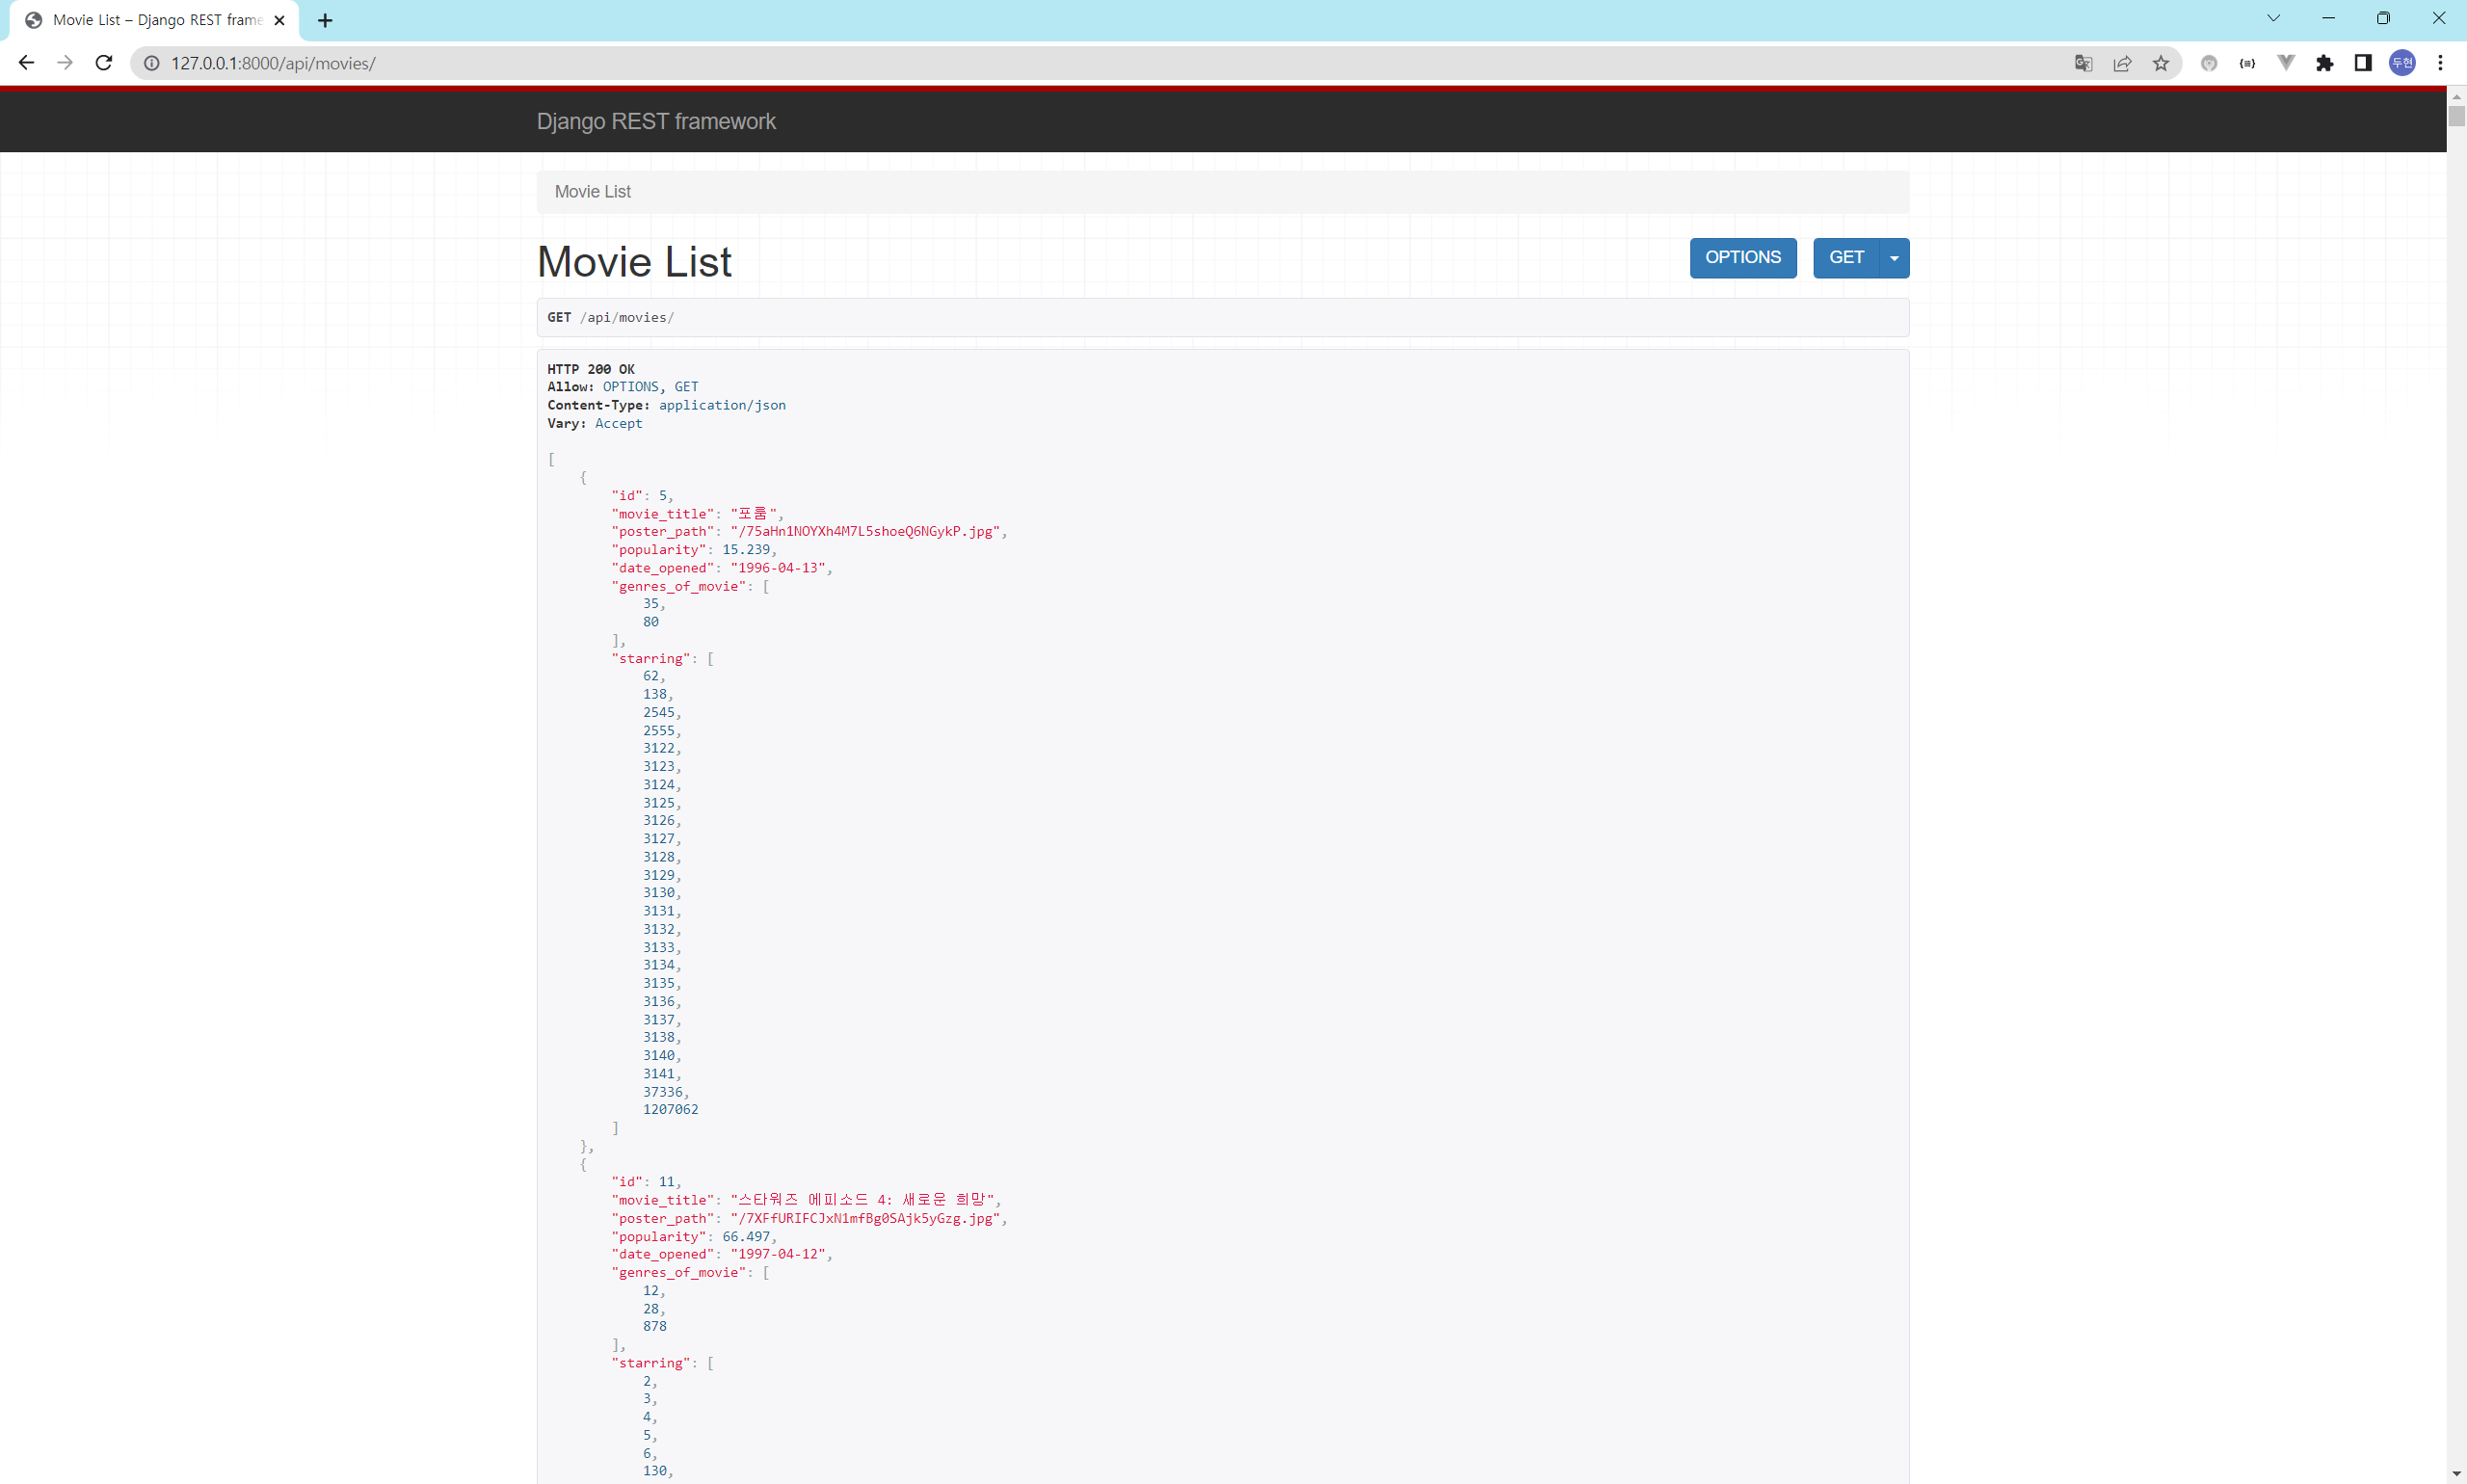 Movie List – Django REST frame
127.0.0.1:8000/api/movies/
두현
Django REST framework
Movie List
Movie List
OPTIONS
GET
GET /api/movies/
HTTP 200 OK
Allow: OPTIONS, GET
Content-Type: application/json
Vary: Accept
[
{
"id": 5,
"movie_title": "포룸",
"poster_path": "/75aHn1NOYXh4M7L5shoeQ6NGykP.jpg",
"popularity": 15.239,
"date_opened": "1996-04-13",
"genres_of_movie": [
35,
80
],
"starring": [
62,
138,
2545,
2555,
3122,
3123,
3124,
3125,
3126,
3127,
3128,
3129,
3130,
3131,
3132,
3133,
3134,
3135,
3136,
3137,
3138,
3140,
3141,
37336,
1207062
]
},
{
"id": 11,
"movie_title": "스타워즈 에피소드 4: 새로운 희망",
"poster_path": "/7XFfURIFCJxN1mfBg0SAjk5yGzg.jpg",
"popularity": 66.497,
"date_opened": "1997-04-12",
"genres_of_movie": [
12,
28,
878
],
"starring": [
2,
3,
4,
5,
6,
130,